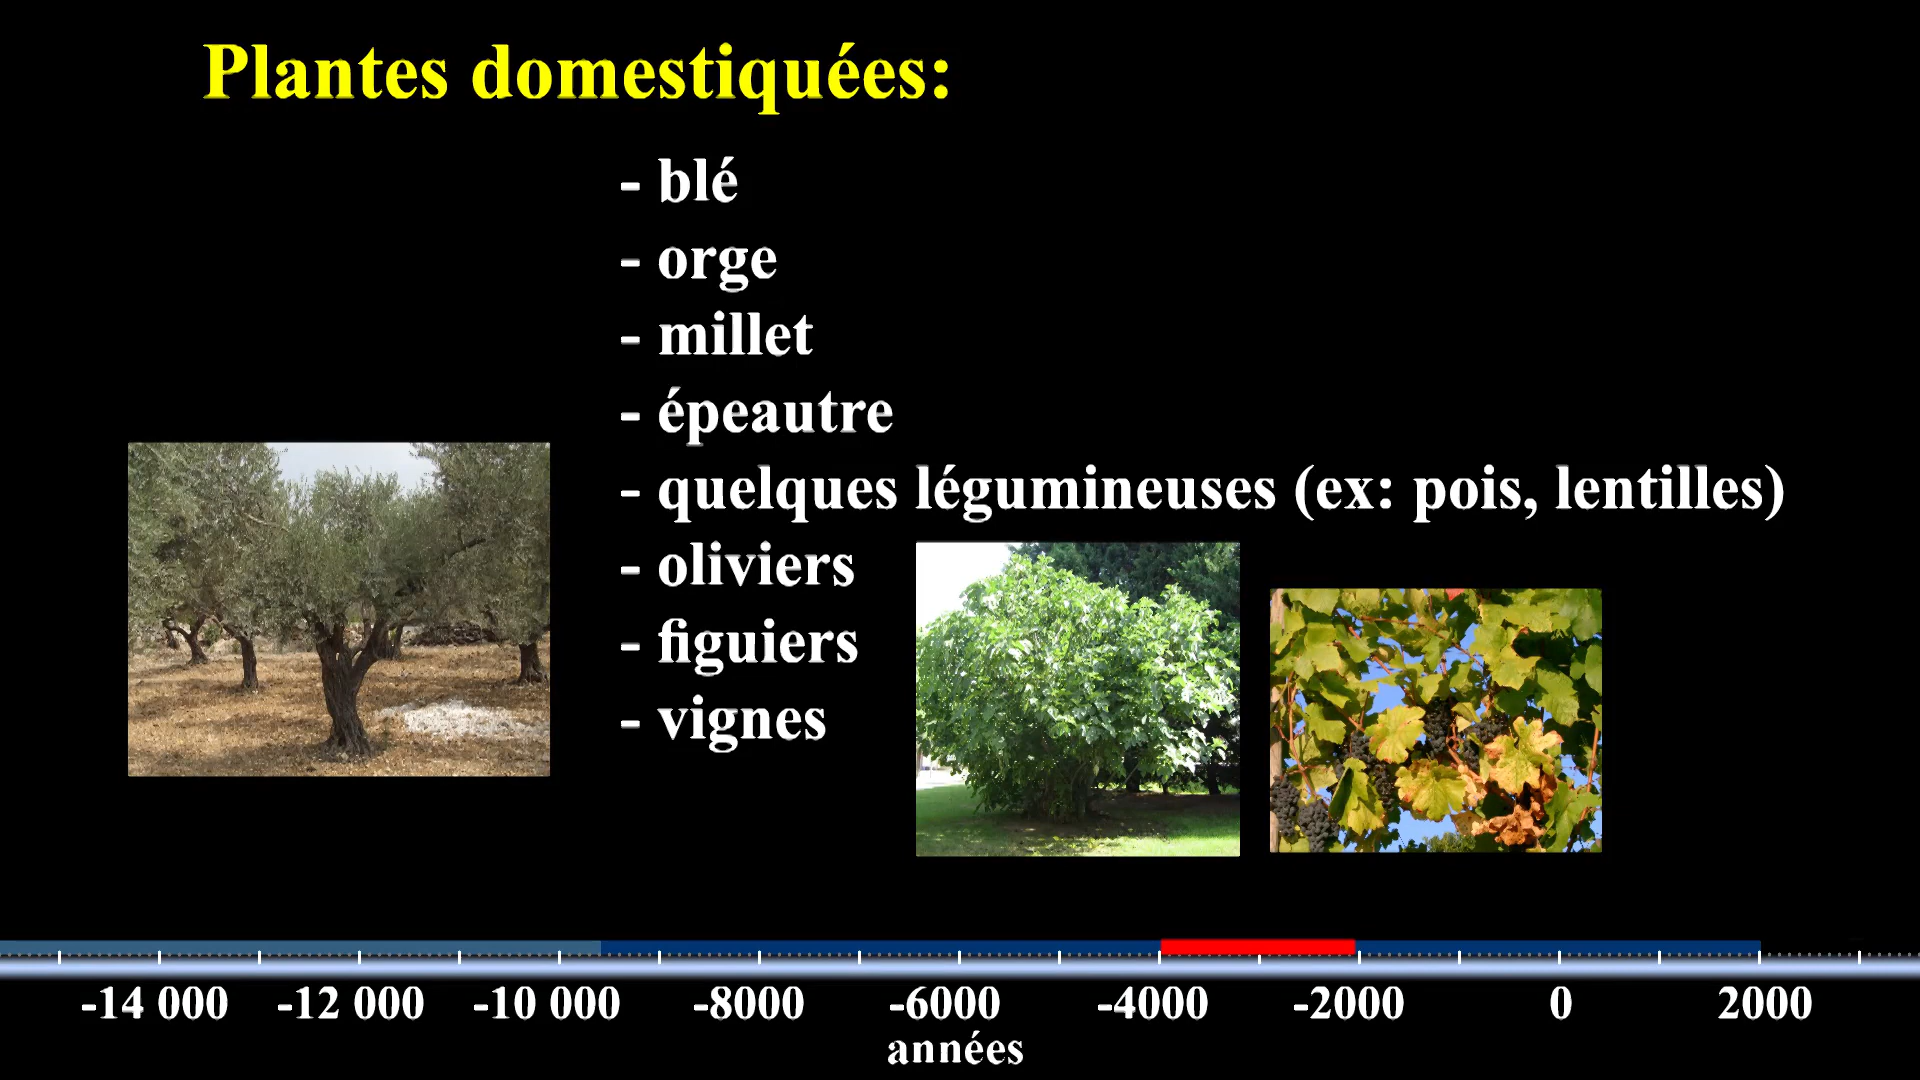 Plantes domestiquées:
- blé
- orge
- millet
- épeautre
- quelques légumineuses (ex: pois, lentilles)
- oliviers
- figuiers
- vignes
-14 000 -12 000 -10 000 -8000 -6000 -4000 -2000 0 2000
années